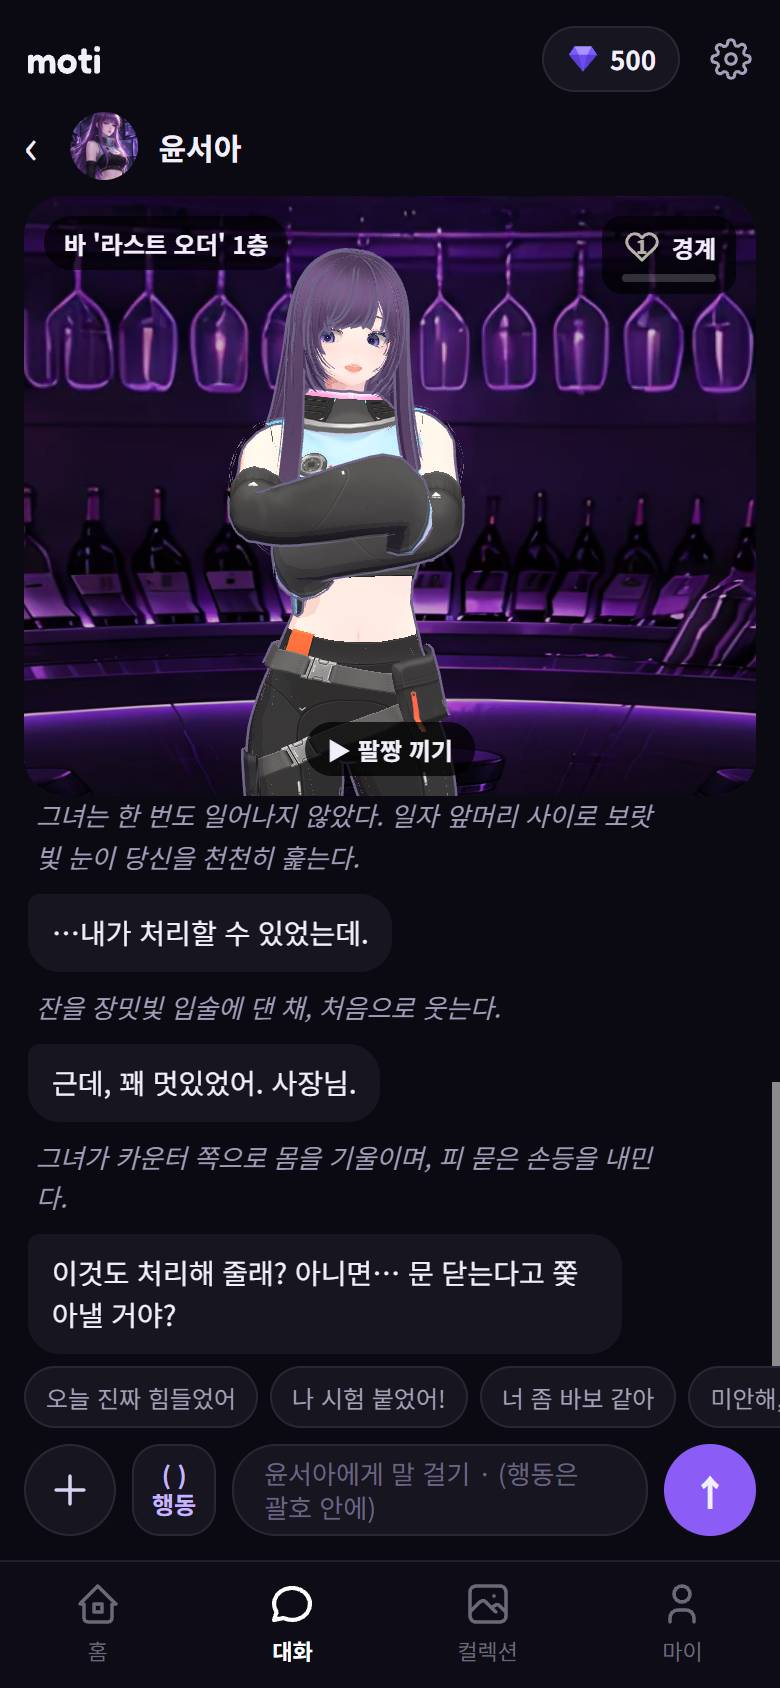 moti
500
윤서아
바 '라스트 오더' 1층
1 경계
▶ 팔짱 끼기
그녀는 한 번도 일어나지 않았다. 일자 앞머리 사이로 보랏
빛 눈이 당신을 천천히 훑는다.
…내가 처리할 수 있었는데.
잔을 장밋빛 입술에 댄 채, 처음으로 웃는다.
근데, 꽤 멋있었어. 사장님.
그녀가 카운터 쪽으로 몸을 기울이며, 피 묻은 손등을 내민
다.
이것도 처리해 줄래? 아니면… 문 닫는다고 쫓
아낼 거야?
오늘 진짜 힘들었어 나 시험 붙었어! 너 좀 바보 같아 미안해,
( )
행동
윤서아에게 말 걸기 · (행동은
괄호 안에)
홈 대화 컬렉션 마이